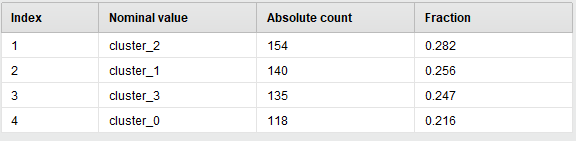 Index Nominal value Absolute count Fraction
1 cluster_2 154 0.282
2 cluster_1 140 0.256
3 cluster_3 135 0.247
4 cluster_0 118 0.216